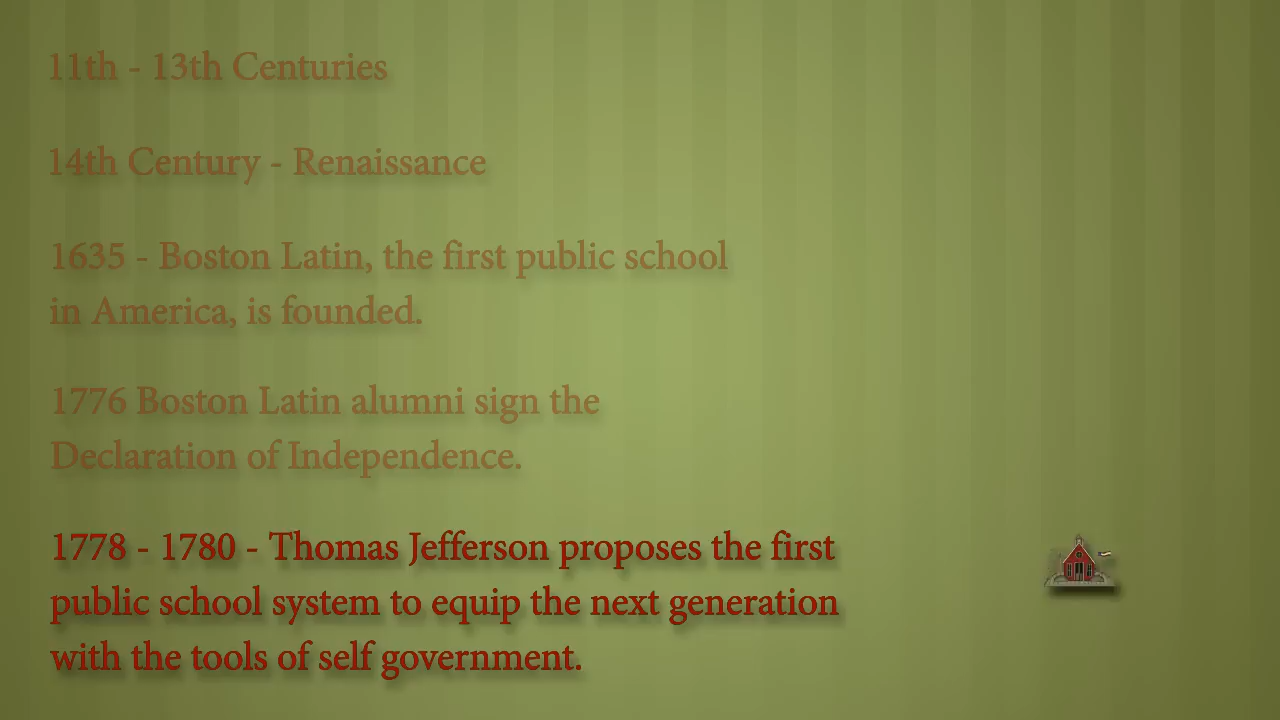 11th - 13th Centuries
14th Century - Renaissance
1635 - Boston Latin, the first public school
in America, is founded.
1776 Boston Latin alumni sign the
Declaration of Independence.
1778 - 1780 - Thomas Jefferson proposes the first
public school system to equip the next generation
with the tools of self government.